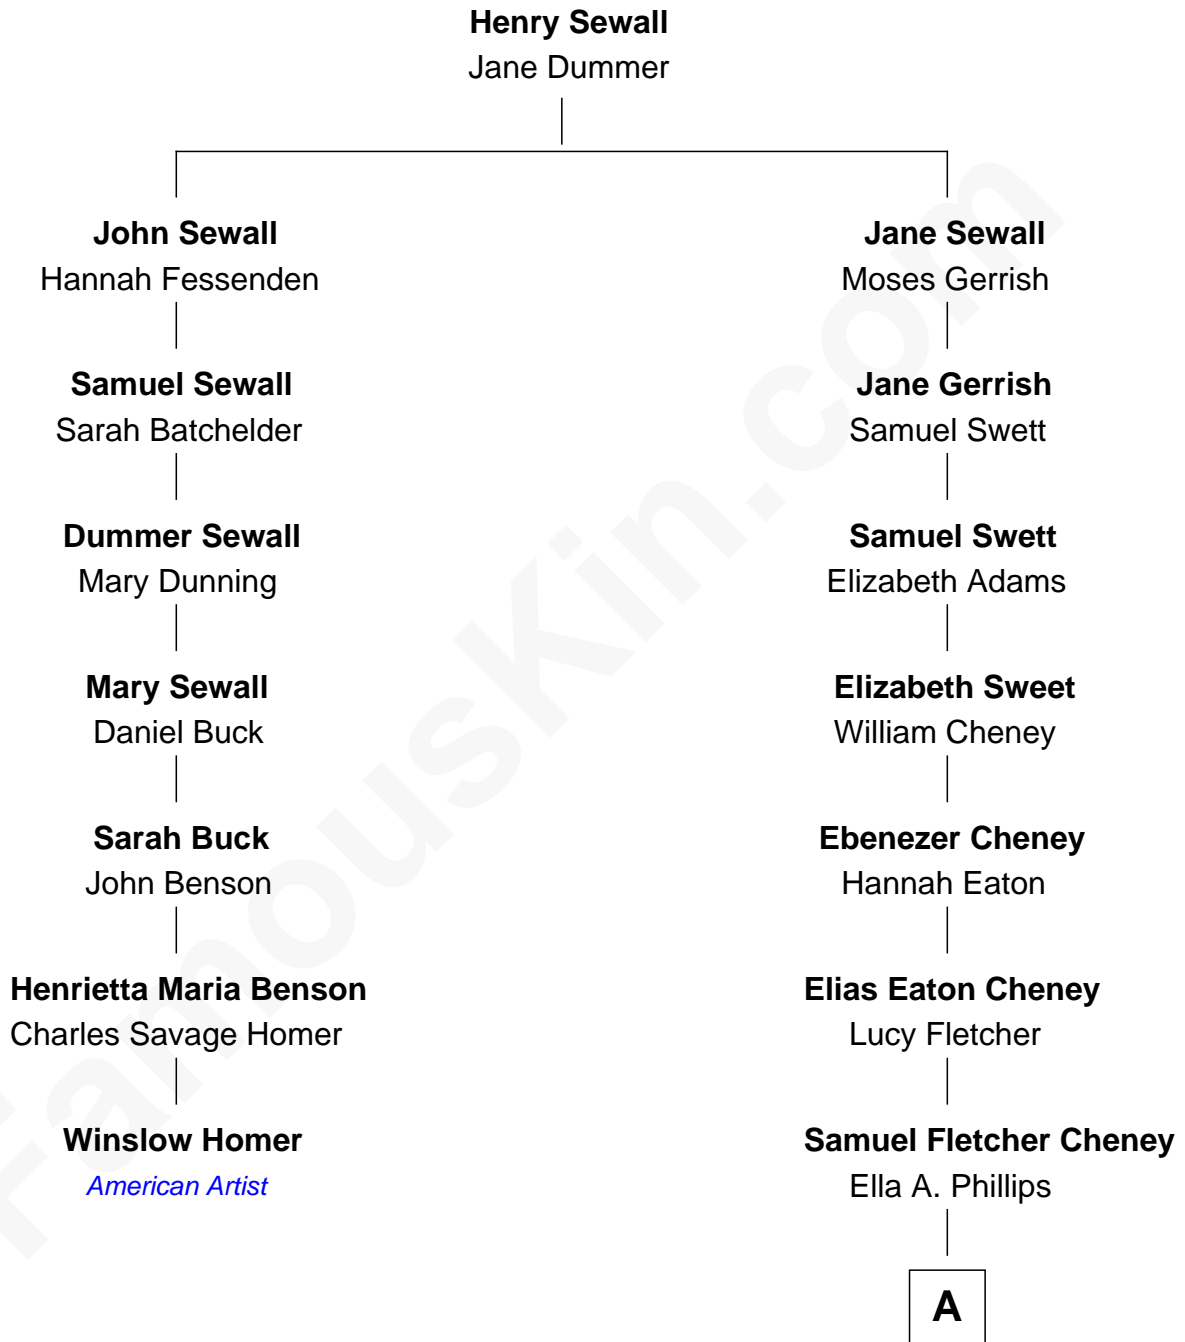 Henry Sewall
Jane Dummer
John Sewall
Hannah Fessenden
Samuel Sewall
Sarah Batchelder
Dummer Sewall
Mary Dunning
Mary Sewall
Daniel Buck
Sarah Buck
John Benson
Henrietta Maria Benson
Charles Savage Homer
Winslow Homer
American Artist
Jane Sewall
Moses Gerrish
Jane Gerrish
Samuel Swett
Samuel Swett
Elizabeth Adams
Elizabeth Sweet
William Cheney
Ebenezer Cheney
Hannah Eaton
Elias Eaton Cheney
Lucy Fletcher
Samuel Fletcher Cheney
Ella A. Phillips
A
FamousKin.com